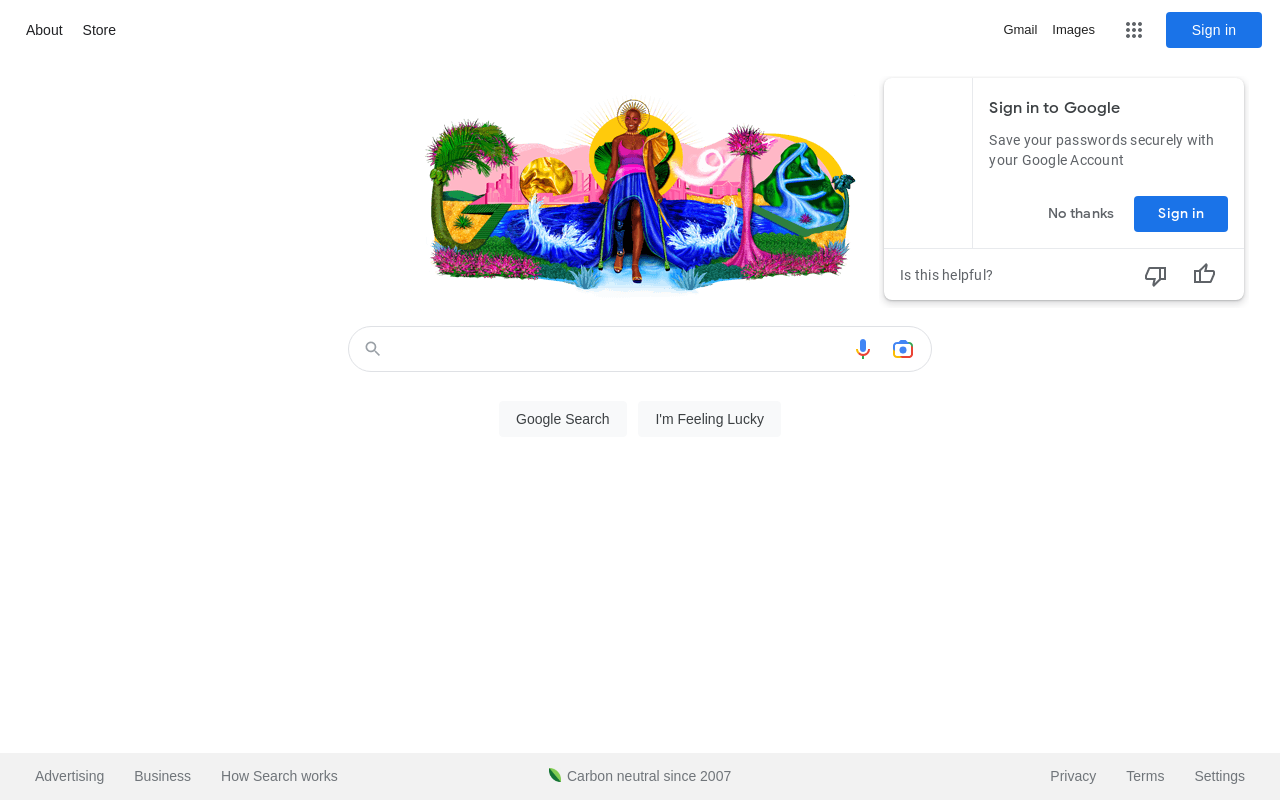 About
Store
Gmail
Images
Sign in
Sign in to Google
Save your passwords securely with
your Google Account
No thanks
Sign in
Is this helpful?
Google Search
I'm Feeling Lucky
Advertising
Business
How Search works
Carbon neutral since 2007
Privacy
Terms
Settings